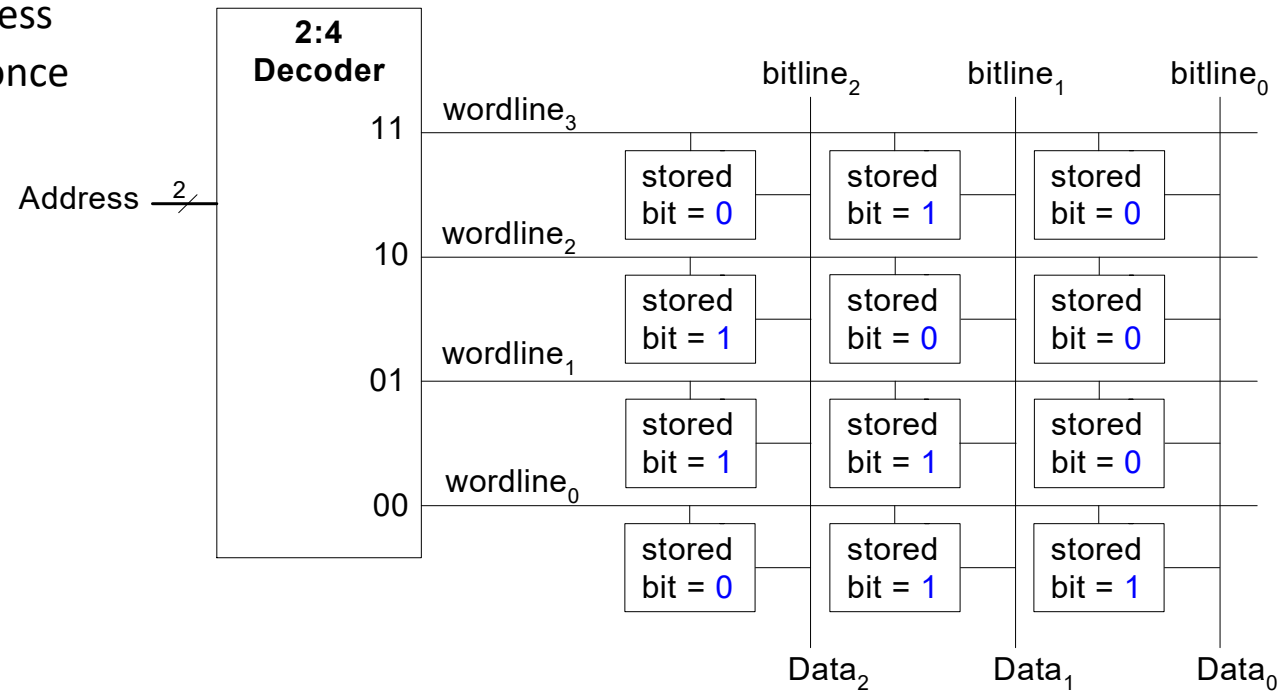 ess
once
2:4
Decoder
bitline₂ bitline₁ bitline₀
wordline₃
11
stored stored stored
bit = 0 bit = 1 bit = 0
Address 2
wordline₂
10
stored stored stored
bit = 1 bit = 0 bit = 0
wordline₁
01
stored stored stored
bit = 1 bit = 1 bit = 0
wordline₀
00
stored stored stored
bit = 0 bit = 1 bit = 1
Data₂ Data₁ Data₀